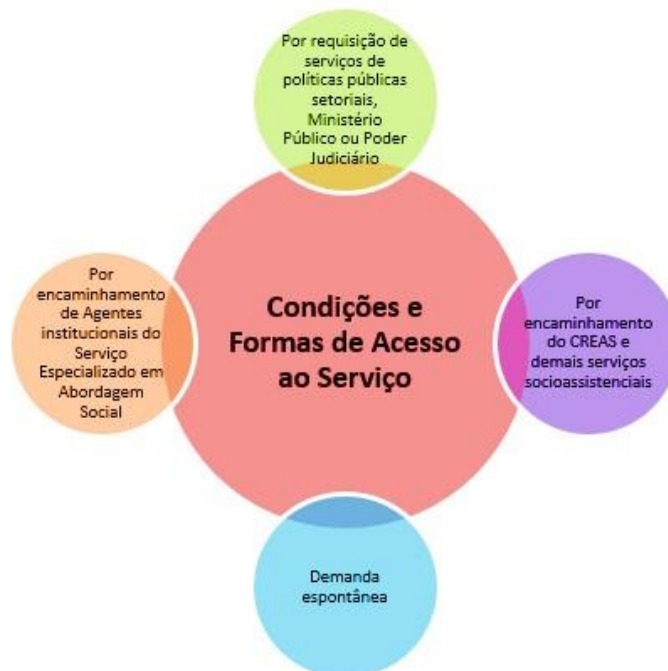 Por requisição de
serviços de
políticas públicas
setoriais,
Ministério
Público ou Poder
Judiciário
Por
encaminhamento
de Agentes
institucionais do
Serviço
Especializado em
Abordagem
Social
Condições e
Formas de Acesso
ao Serviço
Por
encaminhamento
do CREAS e
demais serviços
socioassistenciais
Demanda
espontânea